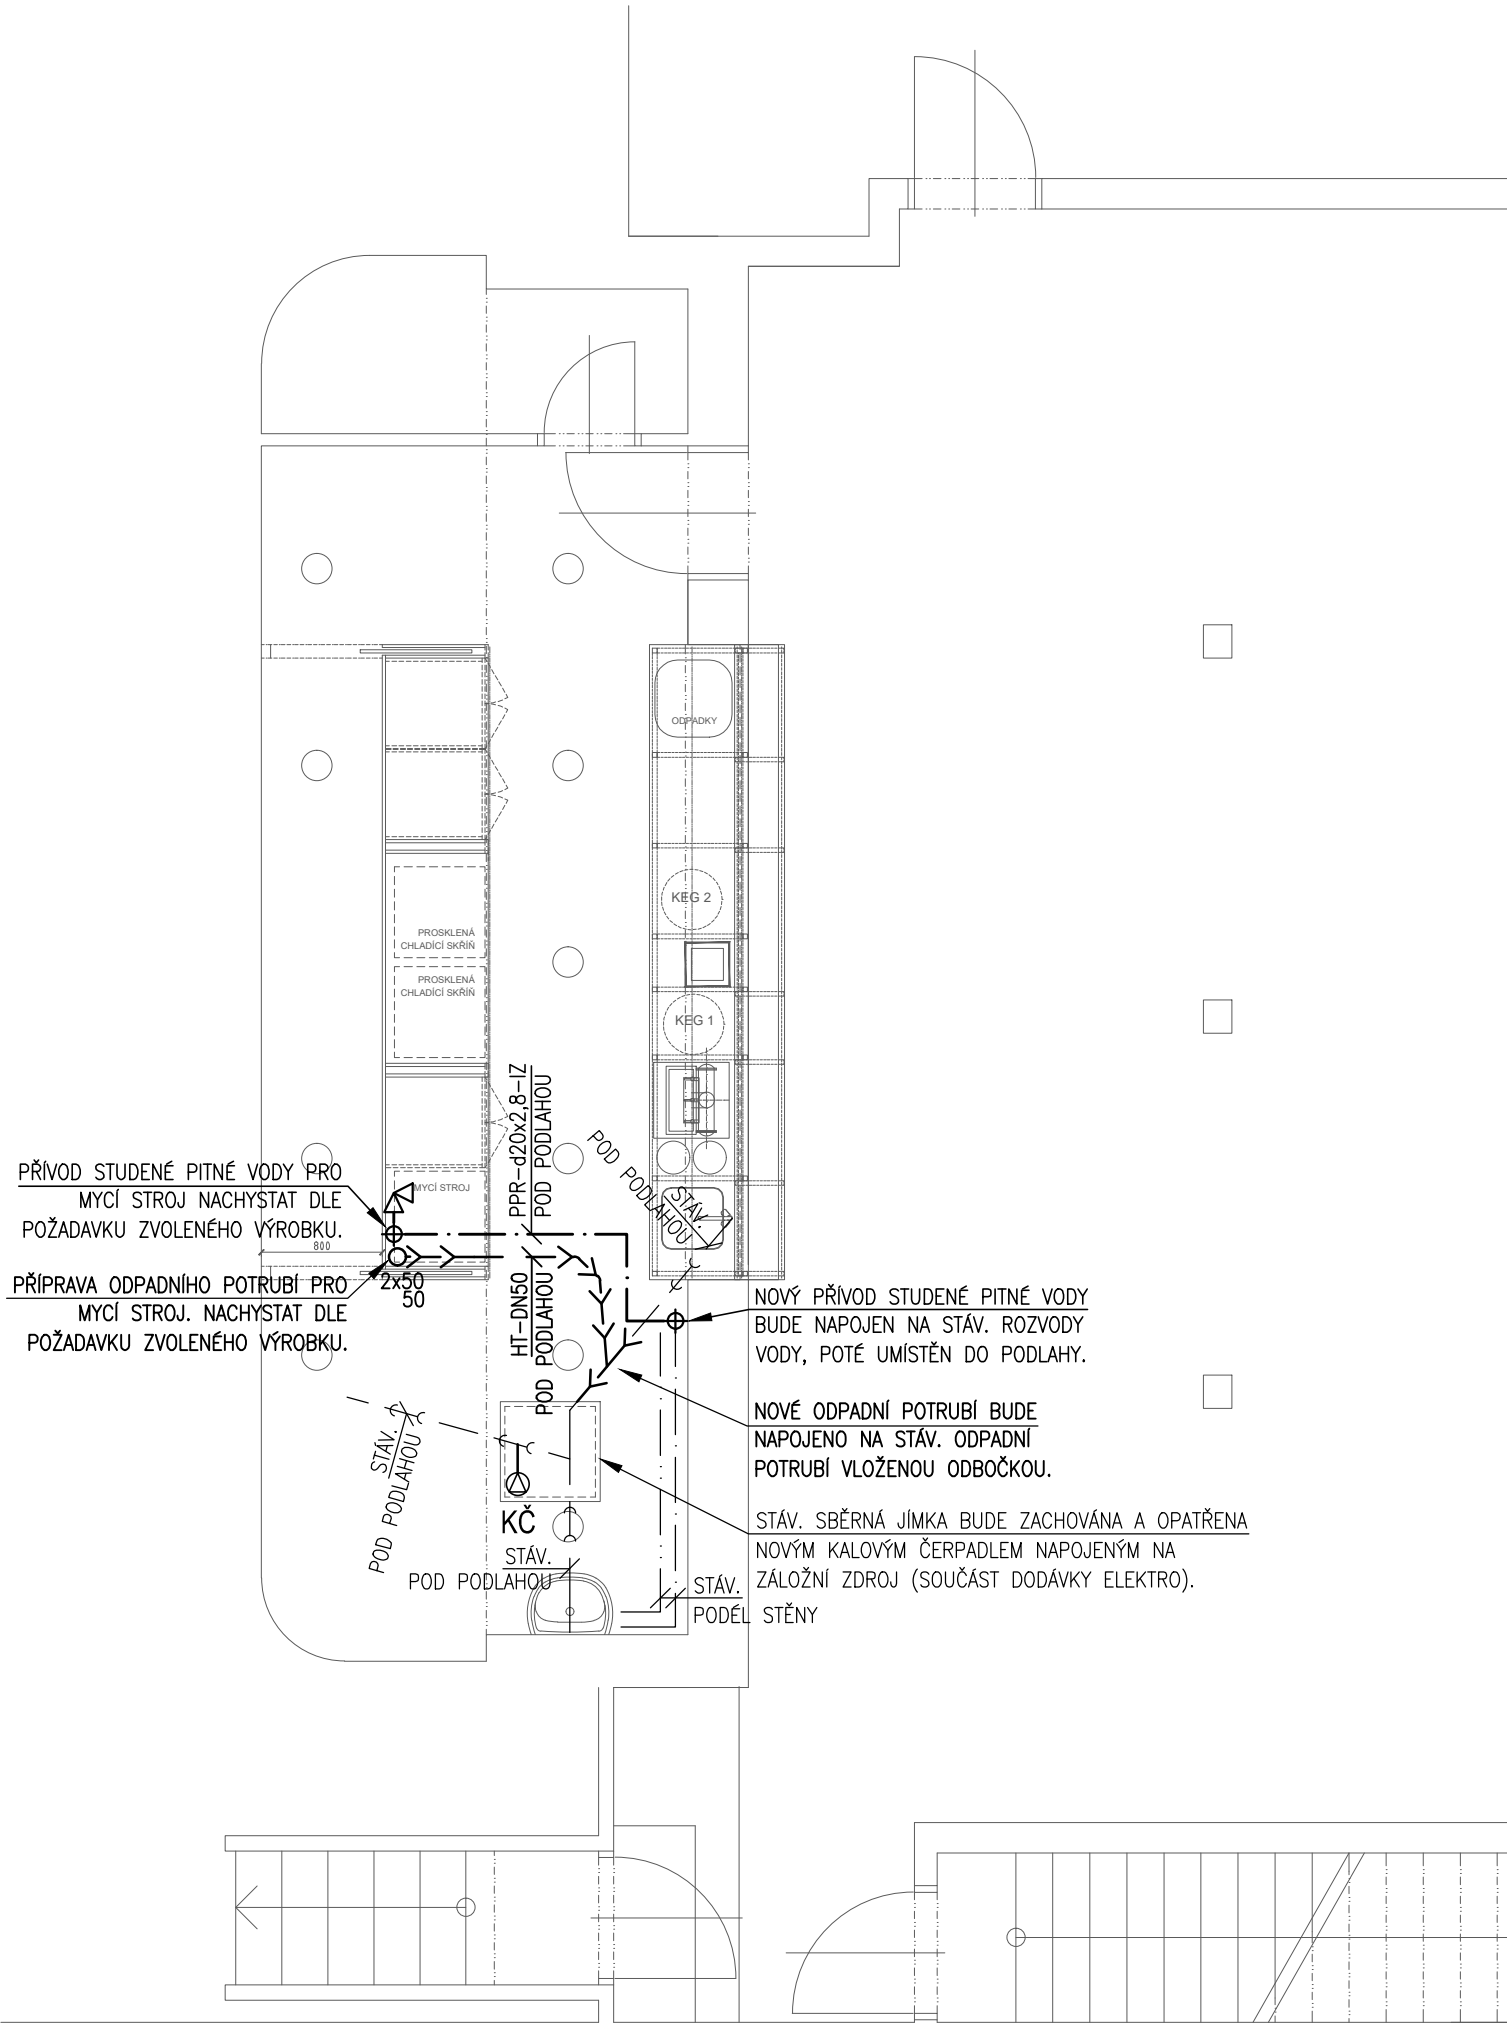 ODPADKY
KEG 2
PROSKLENÁ
CHLADÍCÍ SKŘÍŇ
PROSKLENÁ
CHLADÍCÍ SKŘÍŇ
KEG 1
PPR-d20x2,8-IZ
POD PODLAHOU
STÁV.
POD PODLAHOU
MYCÍ STROJ
PŘÍVOD STUDENÉ PITNÉ VODY PRO
MYCÍ STROJ NACHYSTAT DLE
POŽADAVKU ZVOLENÉHO VÝROBKU.
800
PŘÍPRAVA ODPADNÍHO POTRUBÍ PRO
MYCÍ STROJ. NACHYSTAT DLE
POŽADAVKU ZVOLENÉHO VÝROBKU.
2x50
50
HT-DN50
POD PODLAHOU
NOVÝ PŘÍVOD STUDENÉ PITNÉ VODY
BUDE NAPOJEN NA STÁV. ROZVODY
VODY, POTÉ UMÍSTĚN DO PODLAHY.
NOVÉ ODPADNÍ POTRUBÍ BUDE
NAPOJENO NA STÁV. ODPADNÍ
POTRUBÍ VLOŽENOU ODBOČKOU.
STÁV.
POD PODLAHOU
KČ
STÁV. SBĚRNÁ JÍMKA BUDE ZACHOVÁNA A OPATŘENA
NOVÝM KALOVÝM ČERPADLEM NAPOJENÝM NA
ZÁLOŽNÍ ZDROJ (SOUČÁST DODÁVKY ELEKTRO).
STÁV.
POD PODLAHOU
STÁV.
PODÉL STĚNY